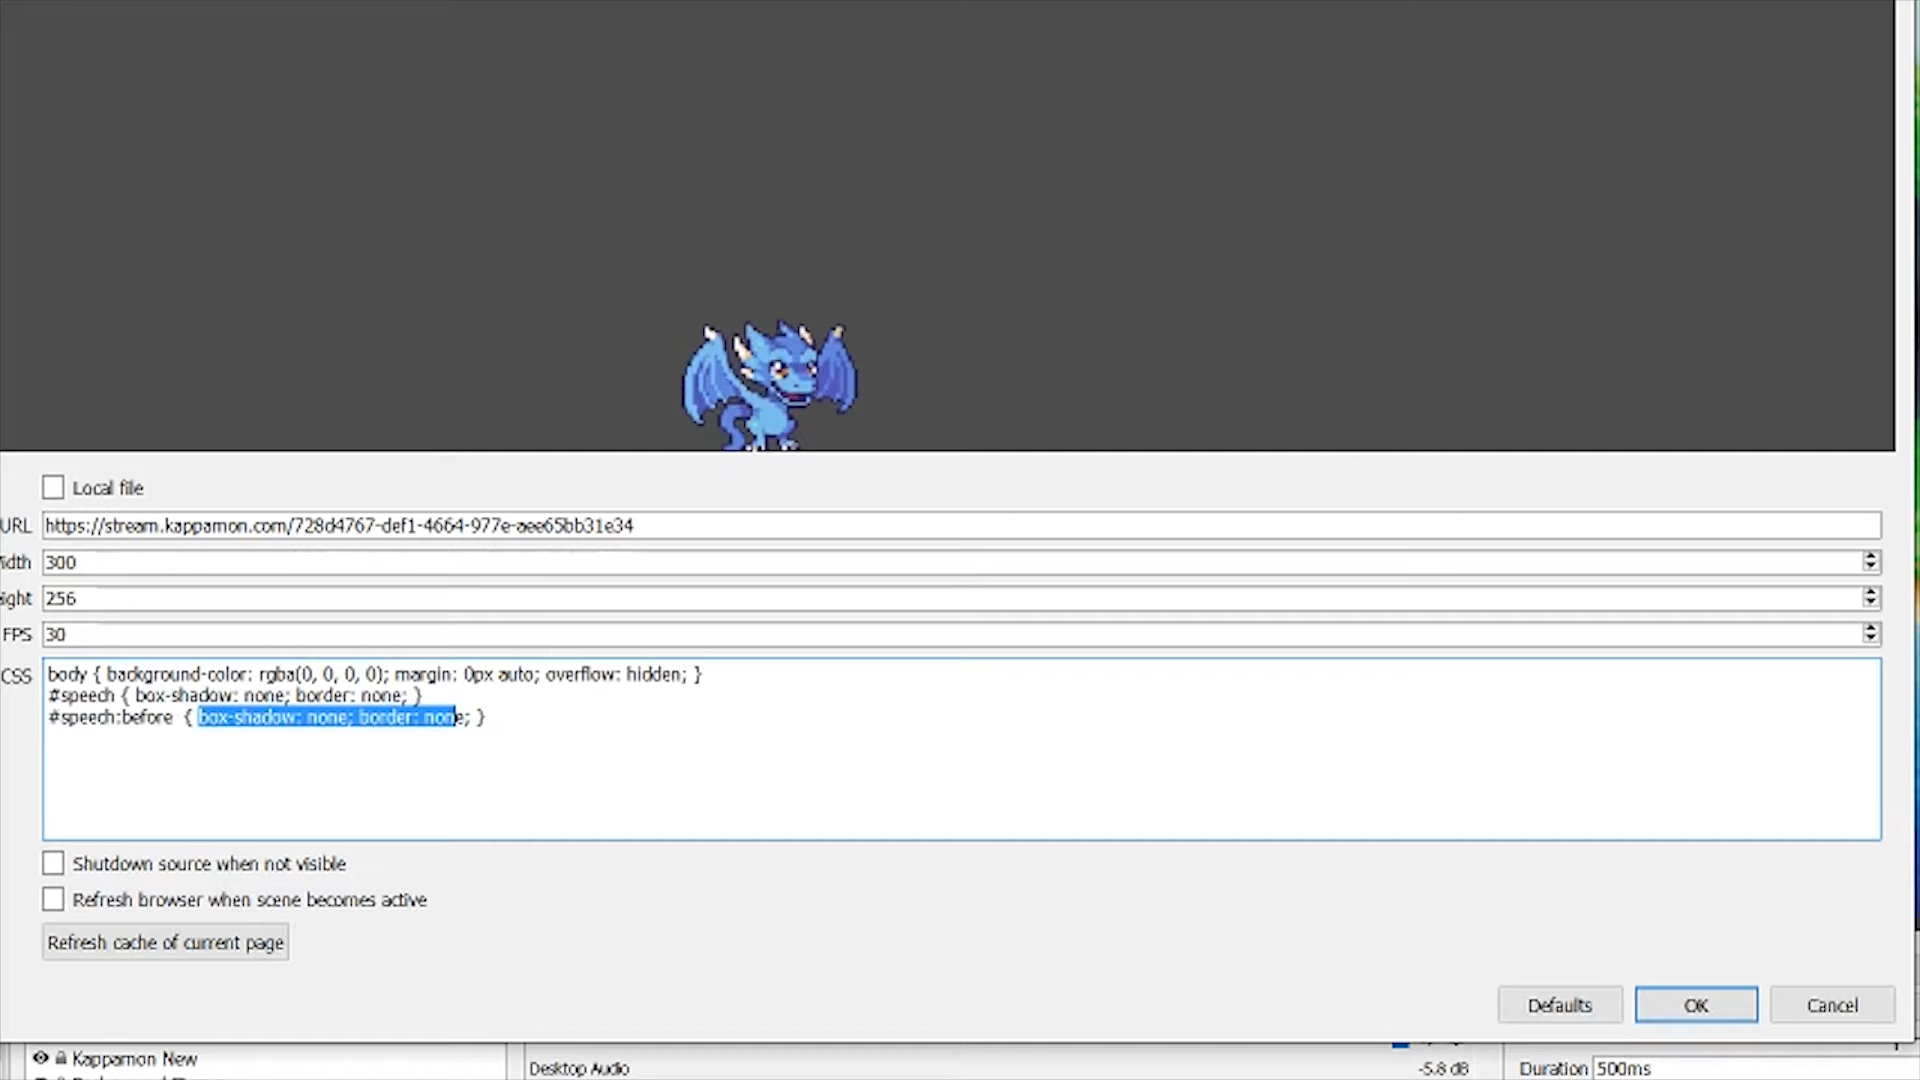 Local file
URL https://stream.kappamon.com/728d4767-def1-4664-977e-aee65bb31e34
300
256
FPS 30
CSS body { background-color: rgba(0, 0, 0, 0); margin: 0px auto; overflow: hidden; }
#speech { box-shadow: none; border: none; }
#speech:before { box-shadow: none; border: none; }
Shutdown source when not visible
Refresh browser when scene becomes active
Refresh cache of current page
Defaults OK Cancel
Kappamon New
Desktop Audio
-5.8 dB
Duration 500ms